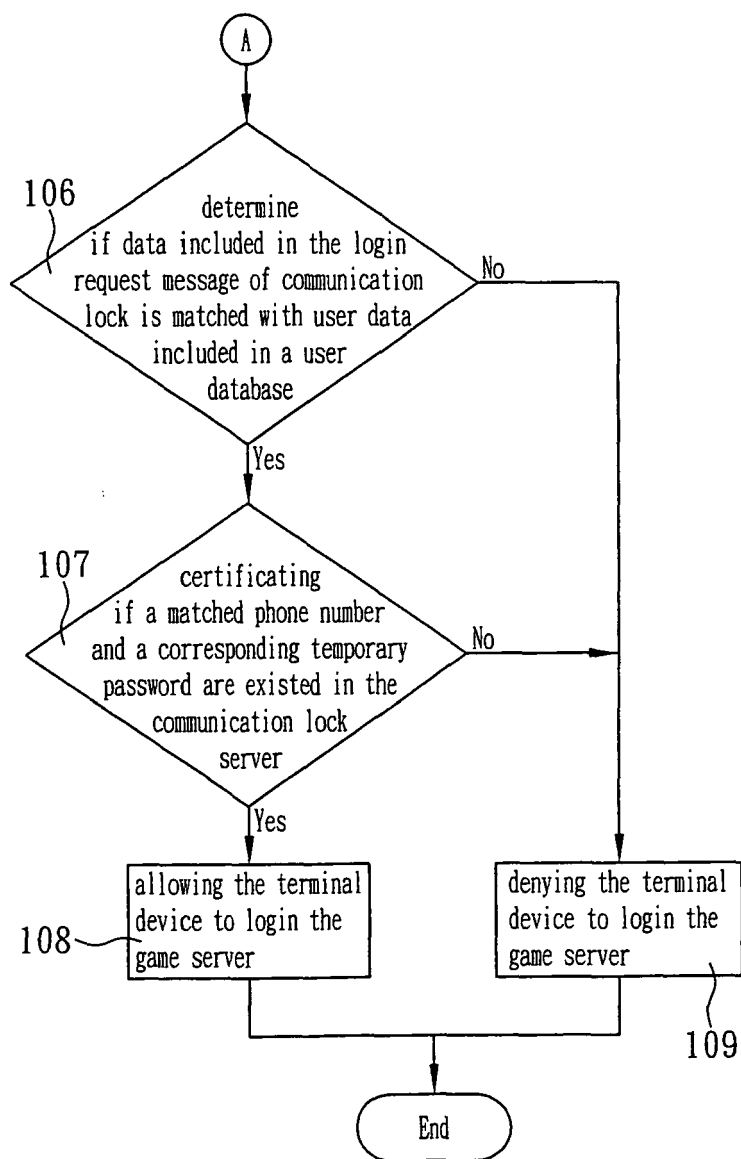 A
106
determine
if data included in the login
request message of communication
lock is matched with user data
included in a user
database
No
Yes
107
certificating
if a matched phone number
and a corresponding temporary
password are existed in the
communication lock
server
No
Yes
allowing the terminal
device to login the
game server
108
denying the terminal
device to login the
game server
109
End